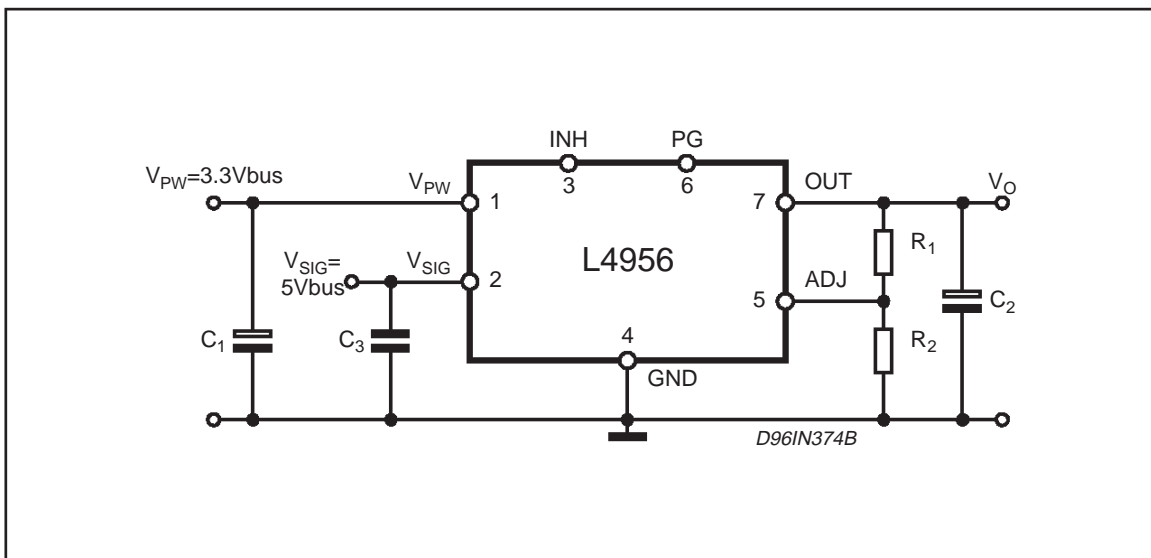 INH
PG
3
6
V_PW=3.3Vbus
V_PW
1
7
OUT
V_O
V_SIG=
5Vbus
V_SIG
2
L4956
R_1
5
ADJ
C_2
C_1
C_3
R_2
4
GND
D96IN374B